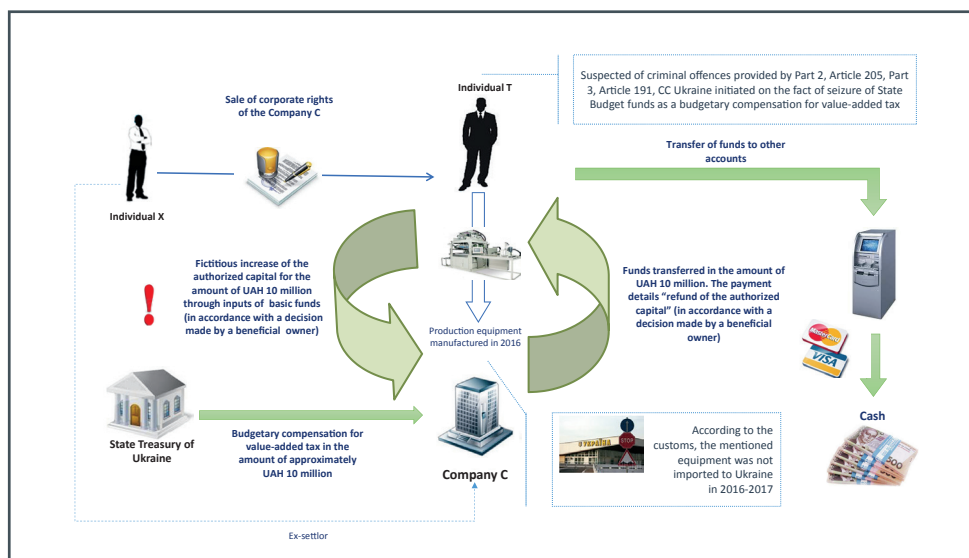 Individual T
Suspected of criminal offences provided by Part 2, Article 205, Part
3, Article 191, CC Ukraine initiated on the fact of seizure of State
Budget funds as a budgetary compensation for value-added tax
Sale of corporate rights
of the Company C
Transfer of funds to other
accounts
Individual X
Fictitious increase of the
authorized capital for the
amount of UAH 10 million
through inputs of basic funds
(in accordance with a decision
made by a beneficial owner)
Funds transferred in the amount of
UAH 10 million. The payment
details “refund of the authorized
capital” (in accordance with a
decision made by a beneficial
owner)
!
Production equipment
manufactured in 2016
MasterCard
VISA
State Treasury of
Ukraine
Budgetary compensation for
value-added tax in the
amount of approximately
UAH 10 million
Company C
STOP
According to the
customs, the mentioned
equipment was not
imported to Ukraine
in 2016-2017
Cash
500
Ex-settlor